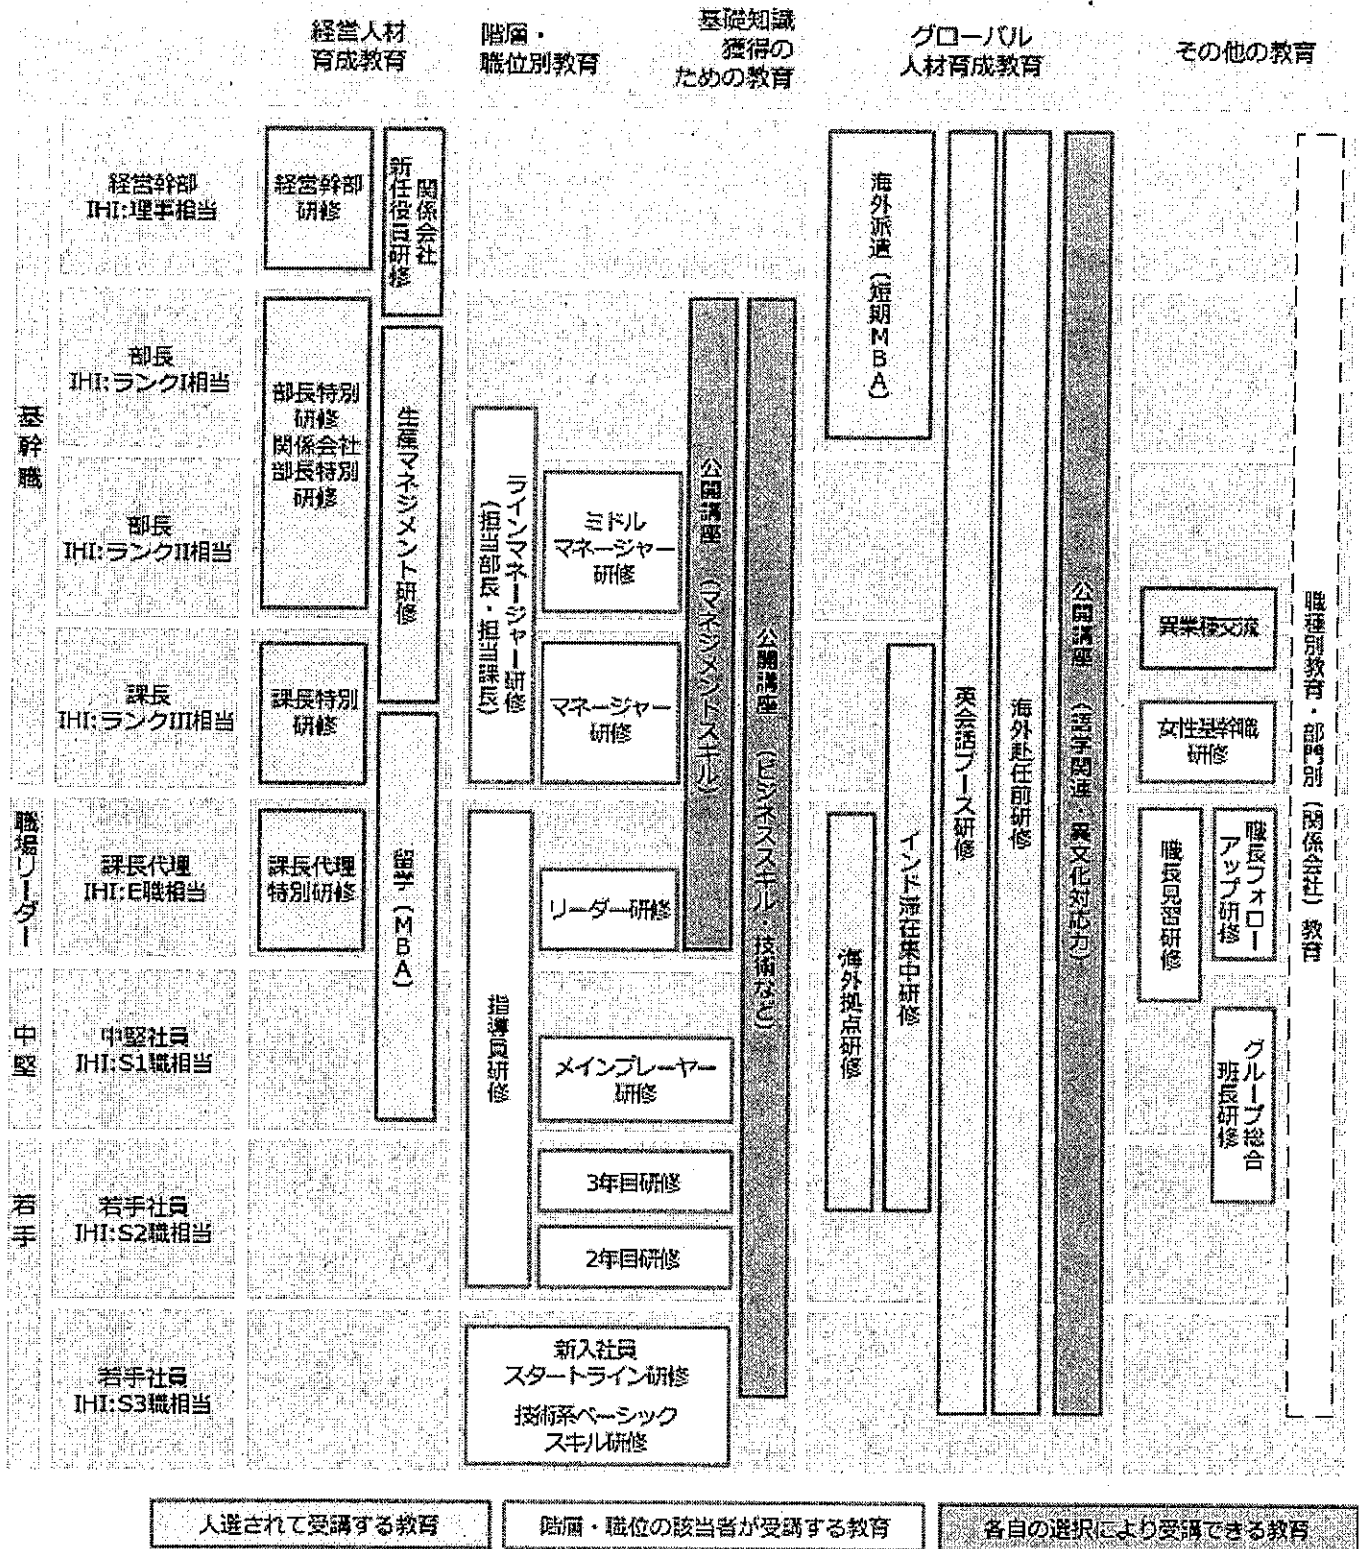 経営人材
育成教育
階層・
職位別教育
基礎知識
獲得の
ための教育
グローバル
人材育成教育
その他の教育
基幹職
経営幹部
IHI:理事相当
経営幹部
研修
関係会社
新任役員研修
海外派遣(短期MBA)
英会話ブース研修
海外赴任前研修
公開講座 (語学関連・異文化対応力)
職種別教育・部門別(関係会社)教育
部長
IHI:ランクI相当
部長特別
研修
関係会社
部長特別
研修
生産マネジメント研修
ラインマネージャー研修
(担当部長・担当課長)
公開講座 (マネジメントスキル)
公開講座 (ビジネススキル・技術など)
部長
IHI:ランクII相当
ミドル
マネージャー
研修
異業種交流
課長
IHI:ランクIII相当
課長特別
研修
留学(MBA)
マネージャー
研修
インド滞在集中研修
女性基幹職
研修
職場リーダー
課長代理
IHI:E職相当
課長代理
特別研修
指導員研修
リーダー研修
海外拠点研修
職長見習研修
職長フォロー
アップ研修
中堅
中堅社員
IHI:S1職相当
メインプレーヤー
研修
グループ総合
班長研修
若手
若手社員
IHI:S2職相当
3年目研修
2年目研修
若手社員
IHI:S3職相当
新入社員
スタートライン研修
技術系ベーシック
スキル研修
人選されて受講する教育
階層・職位の該当者が受講する教育
各自の選択により受講できる教育